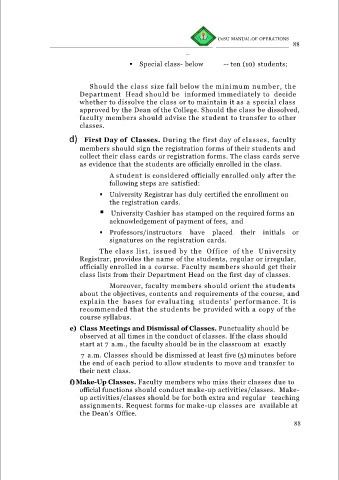 CvSU MANUAL OF OPERATIONS
88
–
▪ Special class- below -- ten (10) students;
Should the class size fall below the minimum number, the
Department Head should be informed immediately to decide
whether to dissolve the class or to maintain it as a special class
approved by the Dean of the College. Should the class be dissolved,
faculty members should advise the student to transfer to other
classes.
d) First Day of Classes. During the first day of classes, faculty
members should sign the registration forms of their students and
collect their class cards or registration forms. The class cards serve
as evidence that the students are officially enrolled in the class.
A student is considered officially enrolled only after the
following steps are satisfied:
▪ University Registrar has duly certified the enrollment on
the registration cards.
▪ University Cashier has stamped on the required forms an
acknowledgement of payment of fees, and
▪ Professors/instructors have placed their initials or
signatures on the registration cards.
The class list, issued by the Office of the University
Registrar, provides the name of the students, regular or irregular,
officially enrolled in a course. Faculty members should get their
class lists from their Department Head on the first day of classes.
Moreover, faculty members should orient the students
about the objectives, contents and requirements of the course, and
explain the bases for evaluating students' performance. It is
recommended that the students be provided with a copy of the
course syllabus.
e) Class Meetings and Dismissal of Classes. Punctuality should be
observed at all times in the conduct of classes. If the class should
start at 7 a.m., the faculty should be in the classroom at exactly
7 a.m. Classes should be dismissed at least five (5) minutes before
the end of each period to allow students to move and transfer to
their next class.
f) Make-Up Classes. Faculty members who miss their classes due to
official functions should conduct make-up activities/classes. Make-
up activities/classes should be for both extra and regular teaching
assignments. Request forms for make-up classes are available at
the Dean's Office.
88